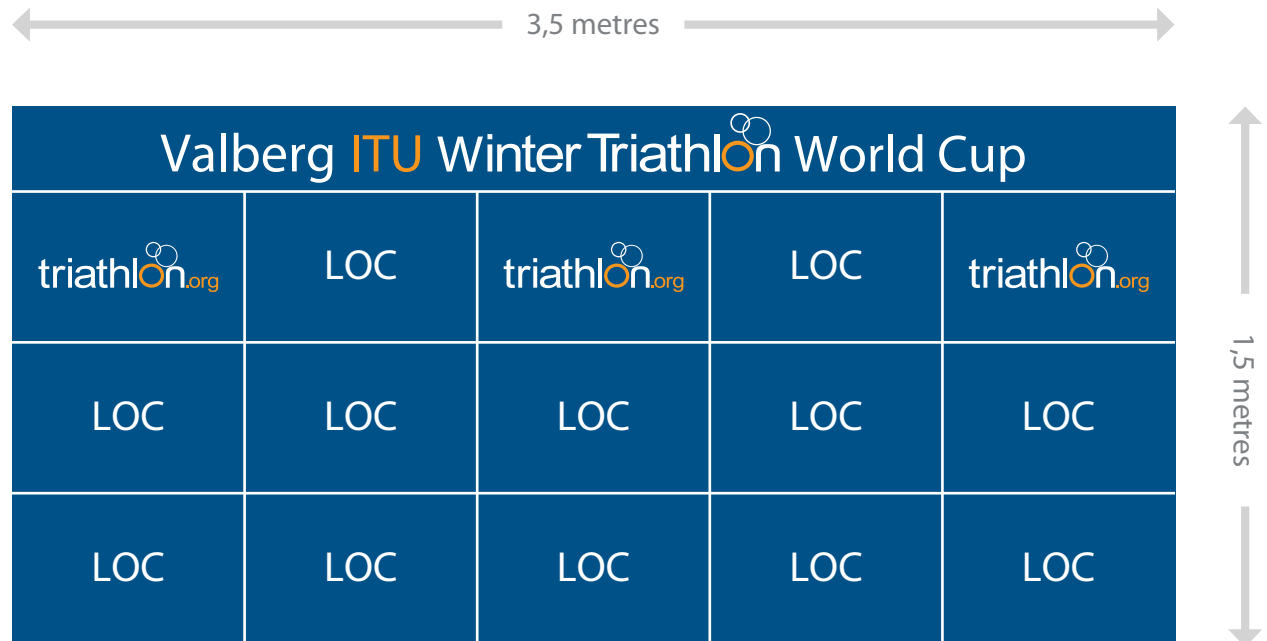 3,5 metres
Valberg ITU Winter Triathlon World Cup
triathlon.org LOC triathlon.org LOC triathlon.org
LOC LOC LOC LOC LOC
LOC LOC LOC LOC LOC
1,5 metres